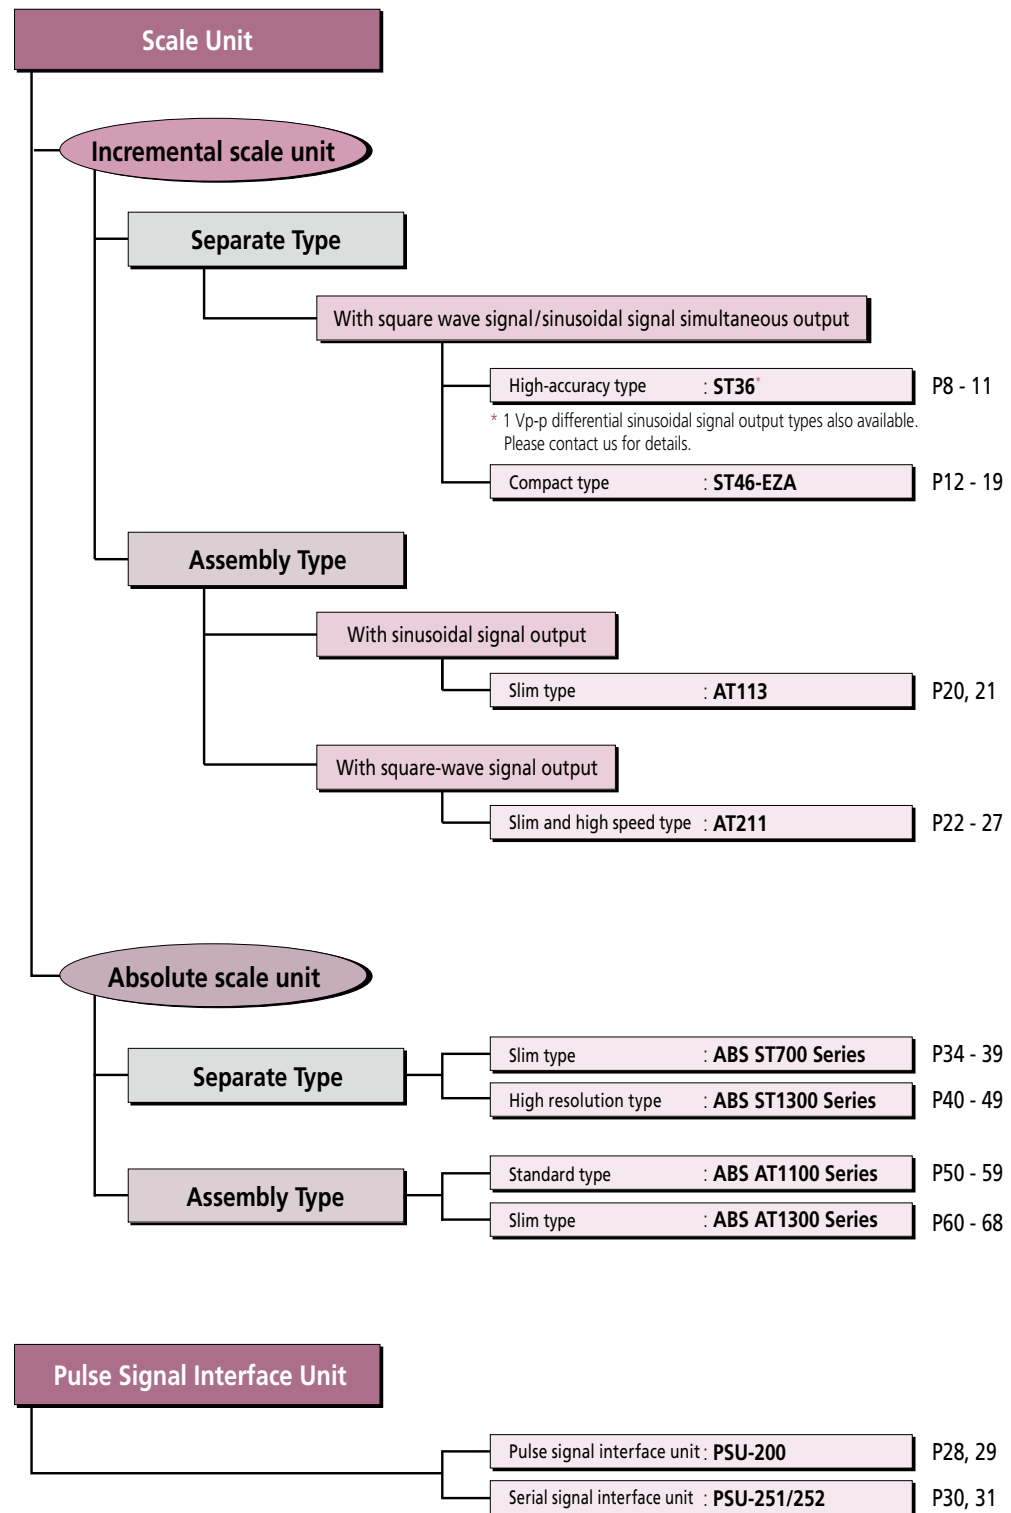 Scale Unit
Incremental scale unit
Separate Type
With square wave signal/sinusoidal signal simultaneous output
High-accuracy type : ST36* P8 - 11
* 1 Vp-p differential sinusoidal signal output types also available.
Please contact us for details.
Compact type : ST46-EZA P12 - 19
Assembly Type
With sinusoidal signal output
Slim type : AT113 P20, 21
With square-wave signal output
Slim and high speed type : AT211 P22 - 27
Absolute scale unit
Separate Type
Slim type : ABS ST700 Series P34 - 39
High resolution type : ABS ST1300 Series P40 - 49
Assembly Type
Standard type : ABS AT1100 Series P50 - 59
Slim type : ABS AT1300 Series P60 - 68
Pulse Signal Interface Unit
Pulse signal interface unit : PSU-200 P28, 29
Serial signal interface unit : PSU-251/252 P30, 31